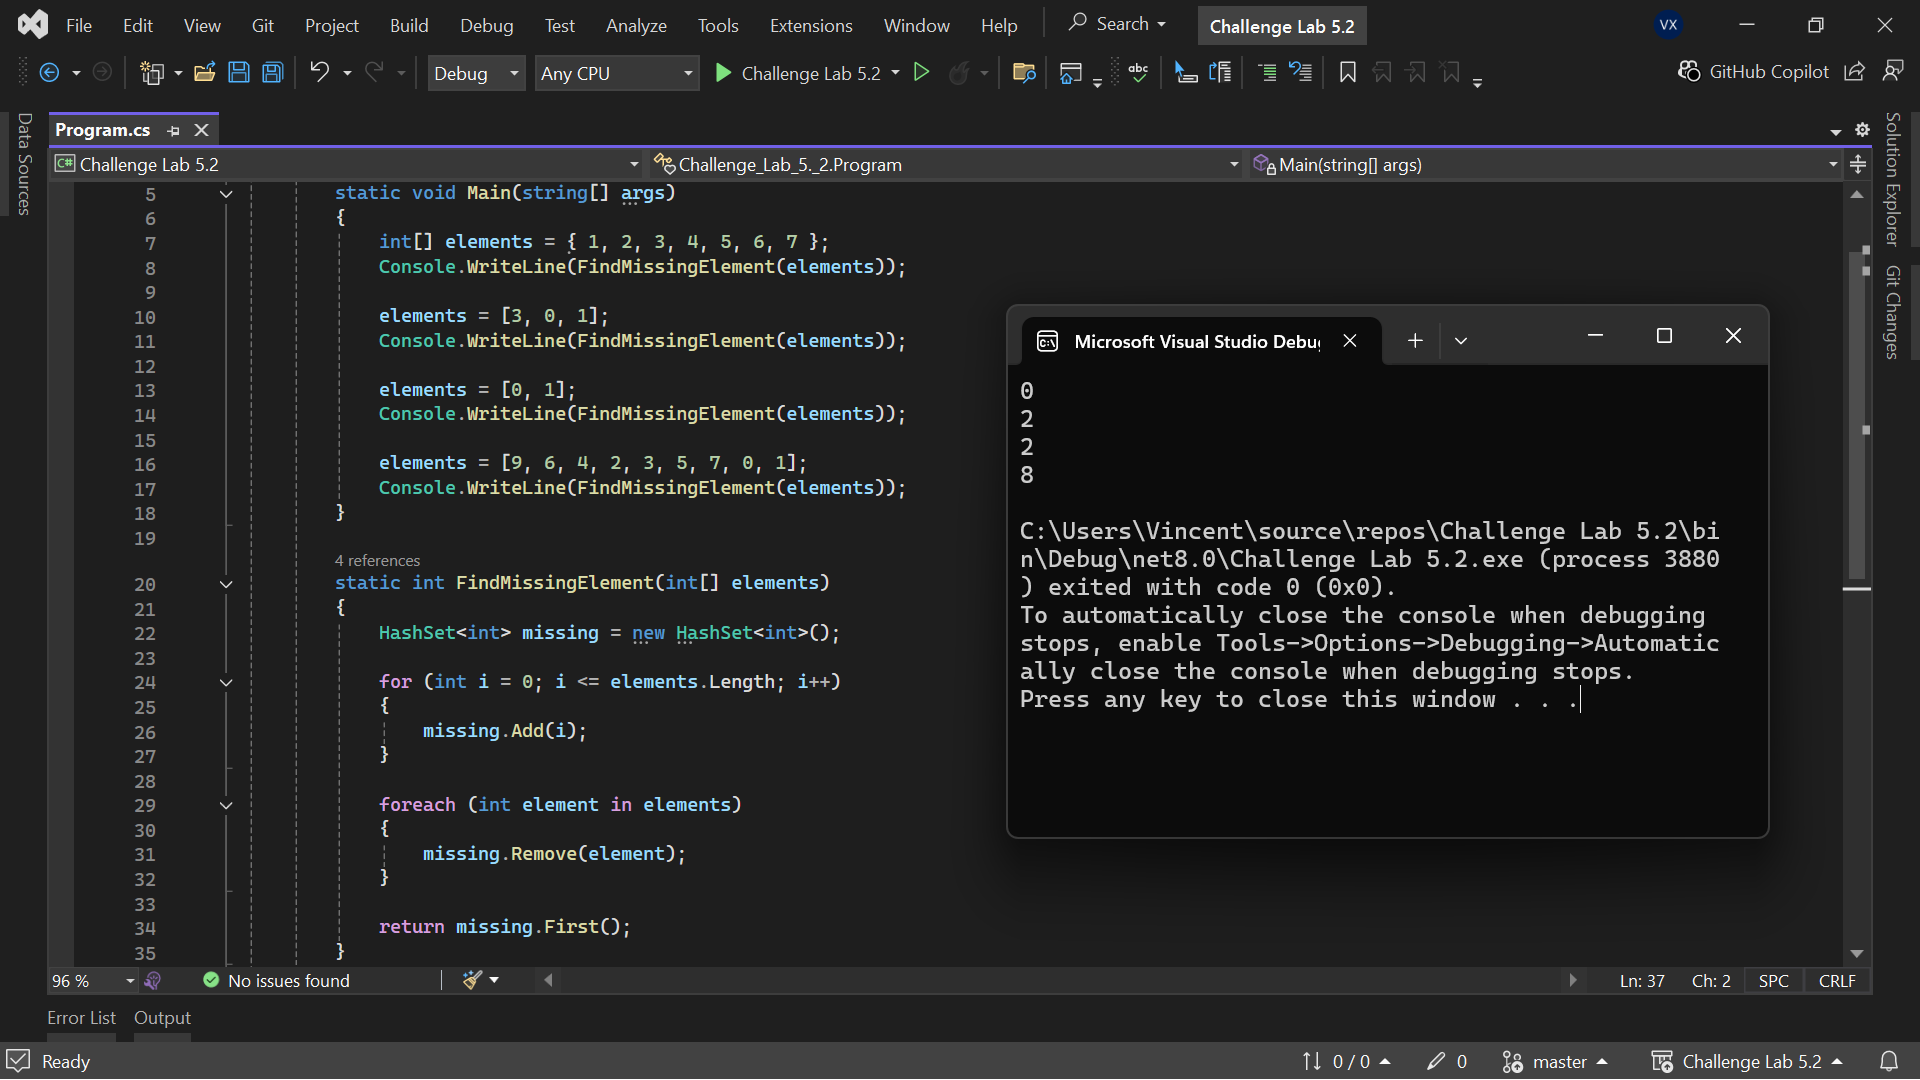 File Edit View Git Project Build Debug Test Analyze Tools Extensions Window Help Search Challenge Lab 5.2 VX
Debug Any CPU Challenge Lab 5.2 abc GitHub Copilot
Data Sources
Program.cs
C# Challenge Lab 5.2 Challenge_Lab_5._2.Program Main(string[] args)
5 static void Main(string[] args)
6 {
7 int[] elements = { 1, 2, 3, 4, 5, 6, 7 };
8 Console.WriteLine(FindMissingElement(elements));
9
10 elements = [3, 0, 1];
11 Console.WriteLine(FindMissingElement(elements));
12
13 elements = [0, 1];
14 Console.WriteLine(FindMissingElement(elements));
15
16 elements = [9, 6, 4, 2, 3, 5, 7, 0, 1];
17 Console.WriteLine(FindMissingElement(elements));
18 }
19
4 references
20 static int FindMissingElement(int[] elements)
21 {
22 HashSet<int> missing = new HashSet<int>();
23
24 for (int i = 0; i <= elements.Length; i++)
25 {
26 missing.Add(i);
27 }
28
29 foreach (int element in elements)
30 {
31 missing.Remove(element);
32 }
33
34 return missing.First();
35 }
C:\ Microsoft Visual Studio Debu
0
2
2
8
C:\Users\Vincent\source\repos\Challenge Lab 5.2\bi
n\Debug\net8.0\Challenge Lab 5.2.exe (process 3880
) exited with code 0 (0x0).
To automatically close the console when debugging
stops, enable Tools->Options->Debugging->Automatic
ally close the console when debugging stops.
Press any key to close this window . . .
Solution Explorer
Git Changes
96 % No issues found Ln: 37 Ch: 2 SPC CRLF
Error List Output
Ready 0 / 0 0 master Challenge Lab 5.2